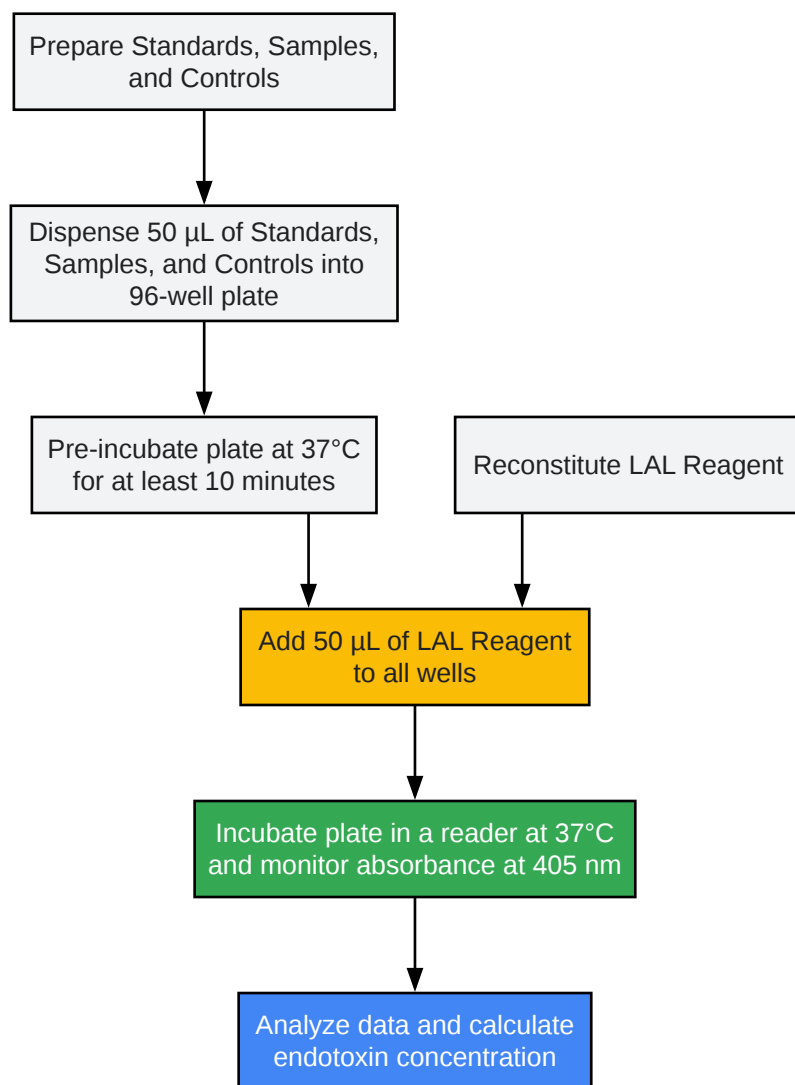 Prepare Standards, Samples,
and Controls
Dispense 50 µL of Standards,
Samples, and Controls into
96-well plate
Pre-incubate plate at 37°C
for at least 10 minutes
Reconstitute LAL Reagent
Add 50 µL of LAL Reagent
to all wells
Incubate plate in a reader at 37°C
and monitor absorbance at 405 nm
Analyze data and calculate
endotoxin concentration